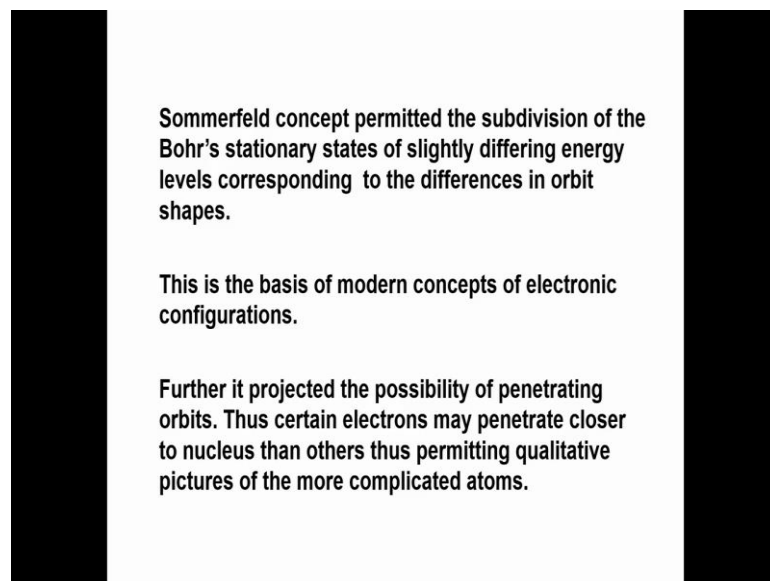 Sommerfeld concept permitted the subdivision of the
Bohr's stationary states of slightly differing energy
levels corresponding to the differences in orbit
shapes.
This is the basis of modern concepts of electronic
configurations.
Further it projected the possibility of penetrating
orbits. Thus certain electrons may penetrate closer
to nucleus than others thus permitting qualitative
pictures of the more complicated atoms.